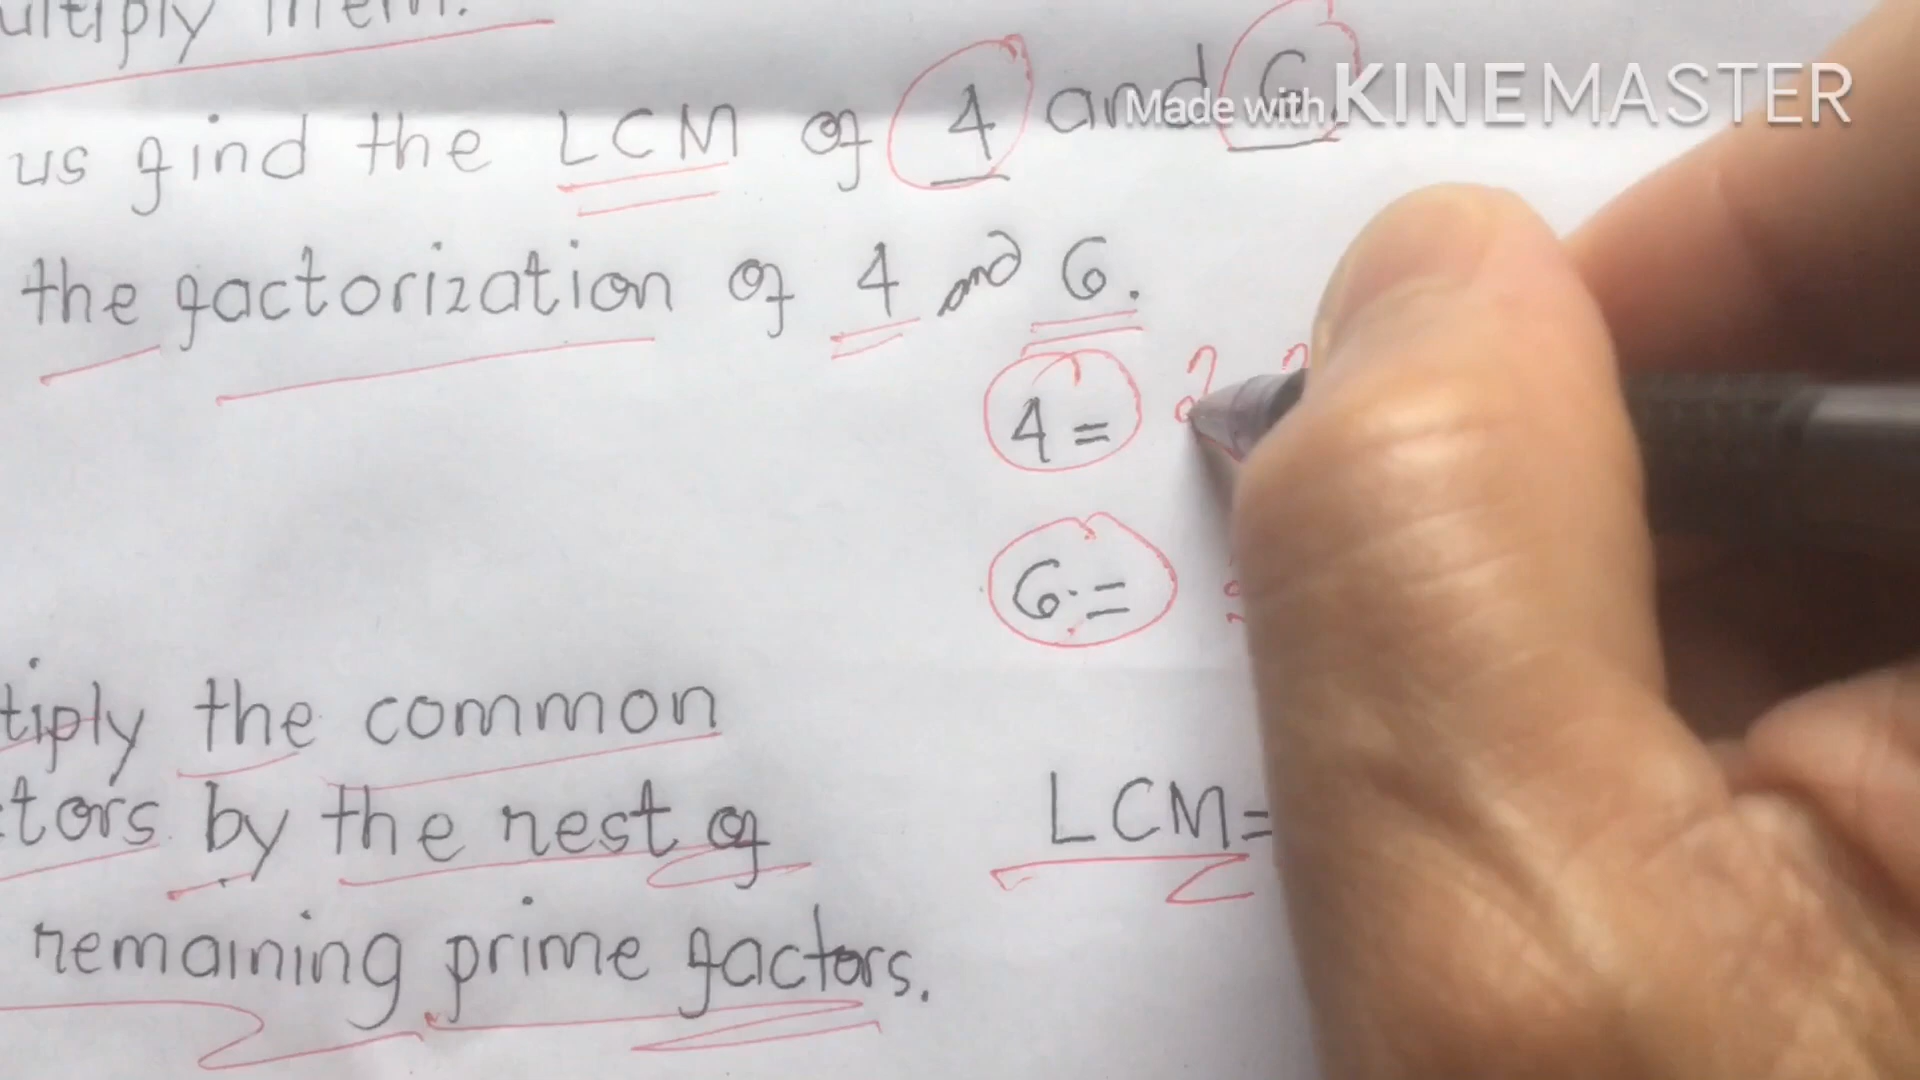 ultiply them.
us find the LCM of 4 and 6.
Made with KINEMASTER
the factorization of 4 and 6.
4 = 2
6 =
tiply the common
tors by the rest of
LCM=
remaining prime factors.